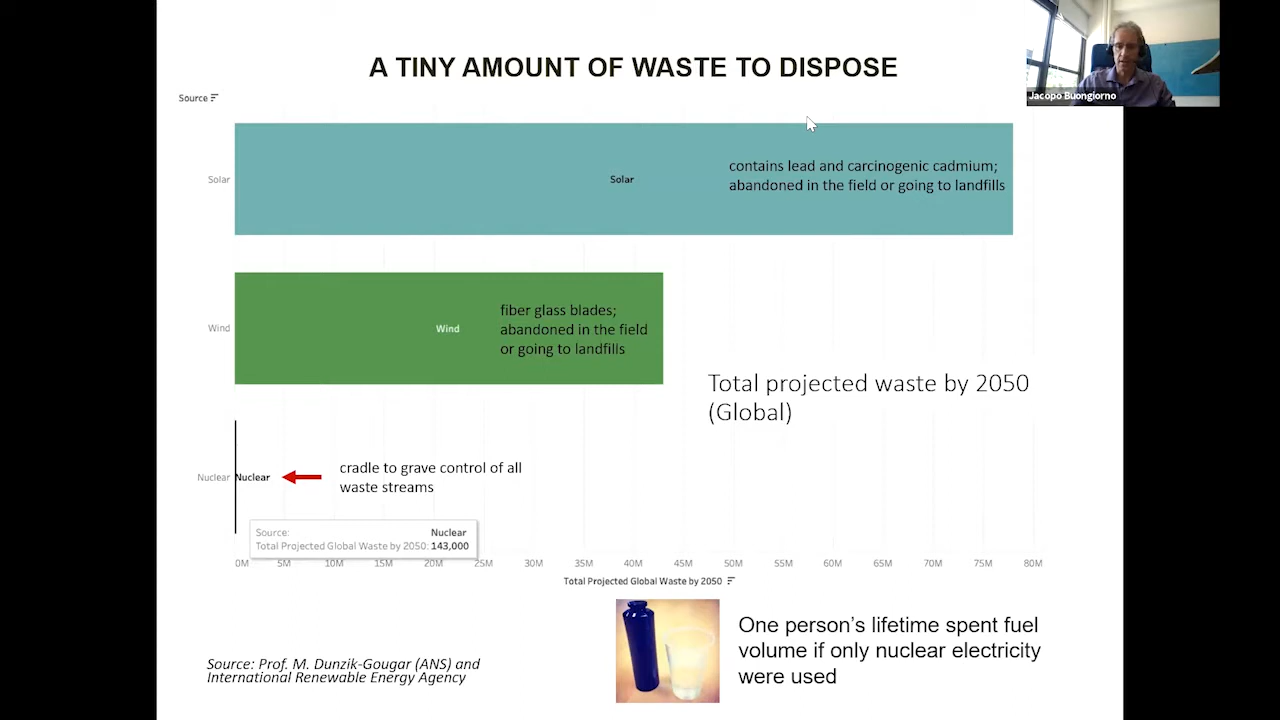 A TINY AMOUNT OF WASTE TO DISPOSE
Jacopo Buongiorno
Source
Solar
Solar
contains lead and carcinogenic cadmium;
abandoned in the field or going to landfills
Wind
Wind
fiber glass blades;
abandoned in the field
or going to landfills
Total projected waste by 2050
(Global)
Nuclear
Nuclear
cradle to grave control of all
waste streams
Source: Nuclear
Total Projected Global Waste by 2050: 143,000
0M 5M 10M 15M 20M 25M 30M 35M 40M 45M 50M 55M 60M 65M 70M 75M 80M
Total Projected Global Waste by 2050
One person's lifetime spent fuel
volume if only nuclear electricity
were used
Source: Prof. M. Dunzik-Gougar (ANS) and
International Renewable Energy Agency